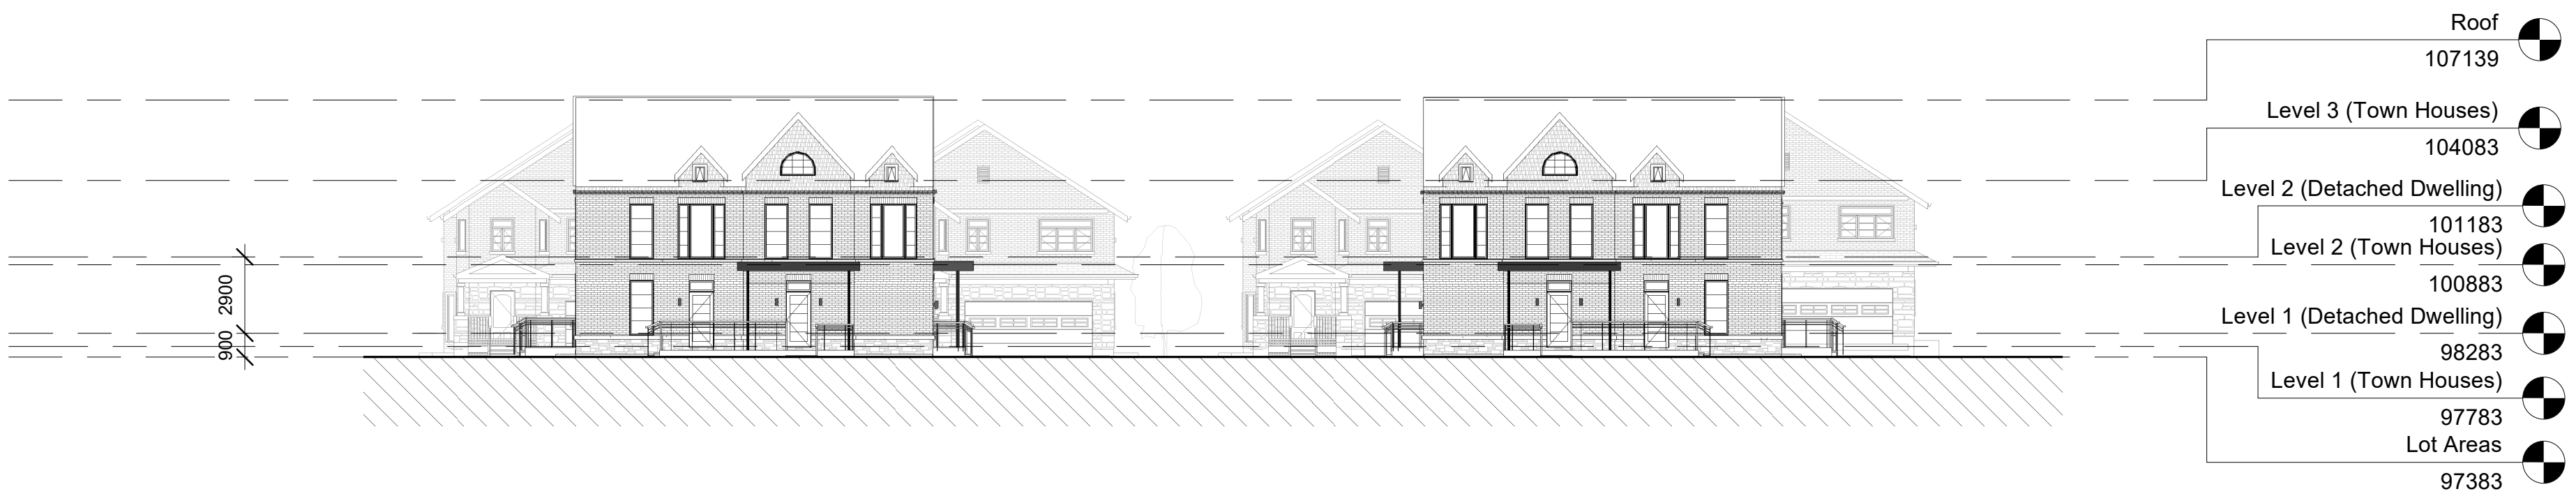 Roof
107139
Level 3 (Town Houses)
104083
Level 2 (Detached Dwelling)
101183
Level 2 (Town Houses)
100883
Level 1 (Detached Dwelling)
98283
Level 1 (Town Houses)
97783
Lot Areas
97383
2900
900